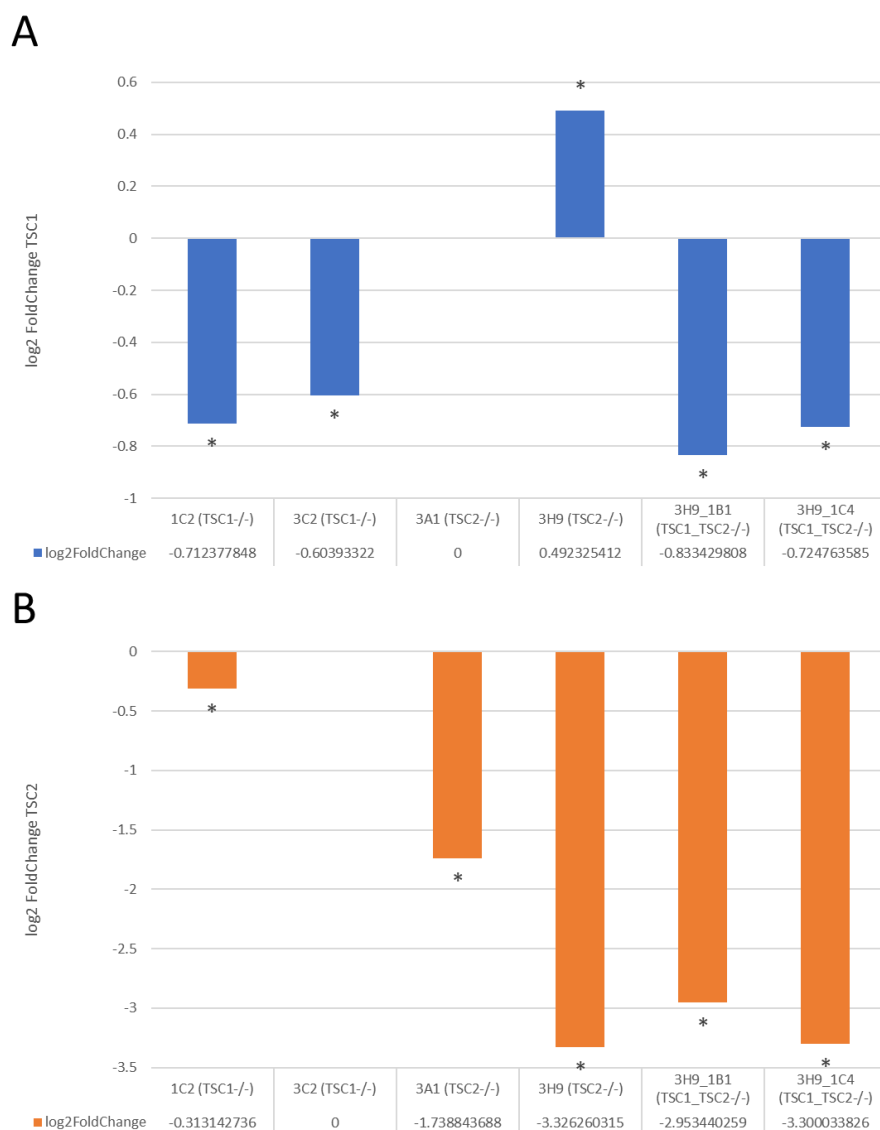 A
0.6
*
0.4
0.2
0
-0.2
-0.4
-0.6
-0.8
-1
log2 FoldChange TSC1
* * * *
1C2 (TSC1-/-) 3C2 (TSC1-/-) 3A1 (TSC2-/-) 3H9 (TSC2-/-) 3H9_1B1 (TSC1_TSC2-/-) 3H9_1C4 (TSC1_TSC2-/-)
log2FoldChange -0.712377848 -0.60393322 0 0.492325412 -0.833429808 -0.724763585
B
0
-0.5
-1
-1.5
-2
-2.5
-3
-3.5
log2 FoldChange TSC2
* * * * *
1C2 (TSC1-/-) 3C2 (TSC1-/-) 3A1 (TSC2-/-) 3H9 (TSC2-/-) 3H9_1B1 (TSC1_TSC2-/-) 3H9_1C4 (TSC1_TSC2-/-)
log2FoldChange -0.313142736 0 -1.738843688 -3.326260315 -2.953440259 -3.300033826